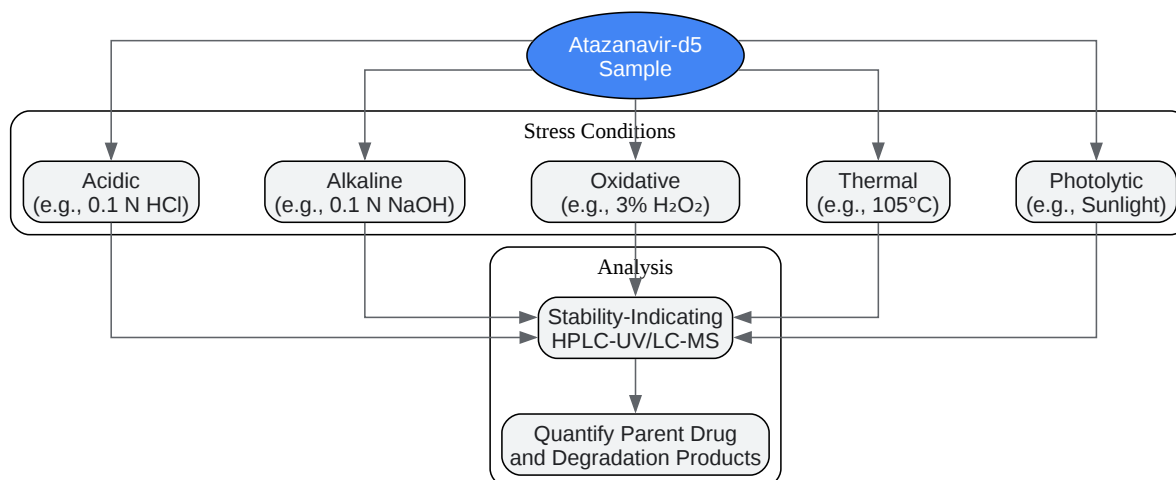 Atazanavir-d5
Sample
Stress Conditions
Acidic
(e.g., 0.1 N HCl)
Alkaline
(e.g., 0.1 N NaOH)
Oxidative
(e.g., 3% H₂O₂)
Thermal
(e.g., 105°C)
Photolytic
(e.g., Sunlight)
Analysis
Stability-Indicating
HPLC-UV/LC-MS
Quantify Parent Drug
and Degradation Products